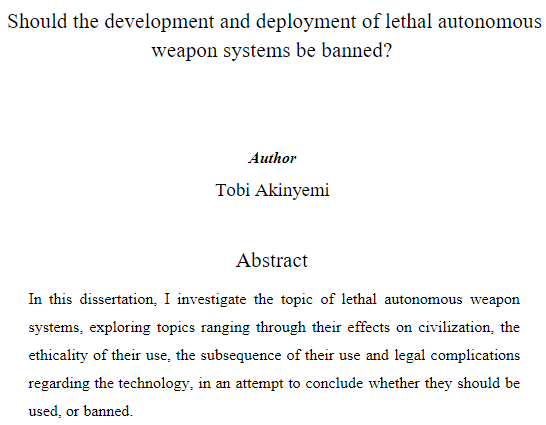 Should the development and deployment of lethal autonomous
weapon systems be banned?
Author
Tobi Akinyemi
Abstract
In this dissertation, I investigate the topic of lethal autonomous weapon
systems, exploring topics ranging through their effects on civilization, the
ethicality of their use, the subsequence of their use and legal complications
regarding the technology, in an attempt to conclude whether they should be
used, or banned.